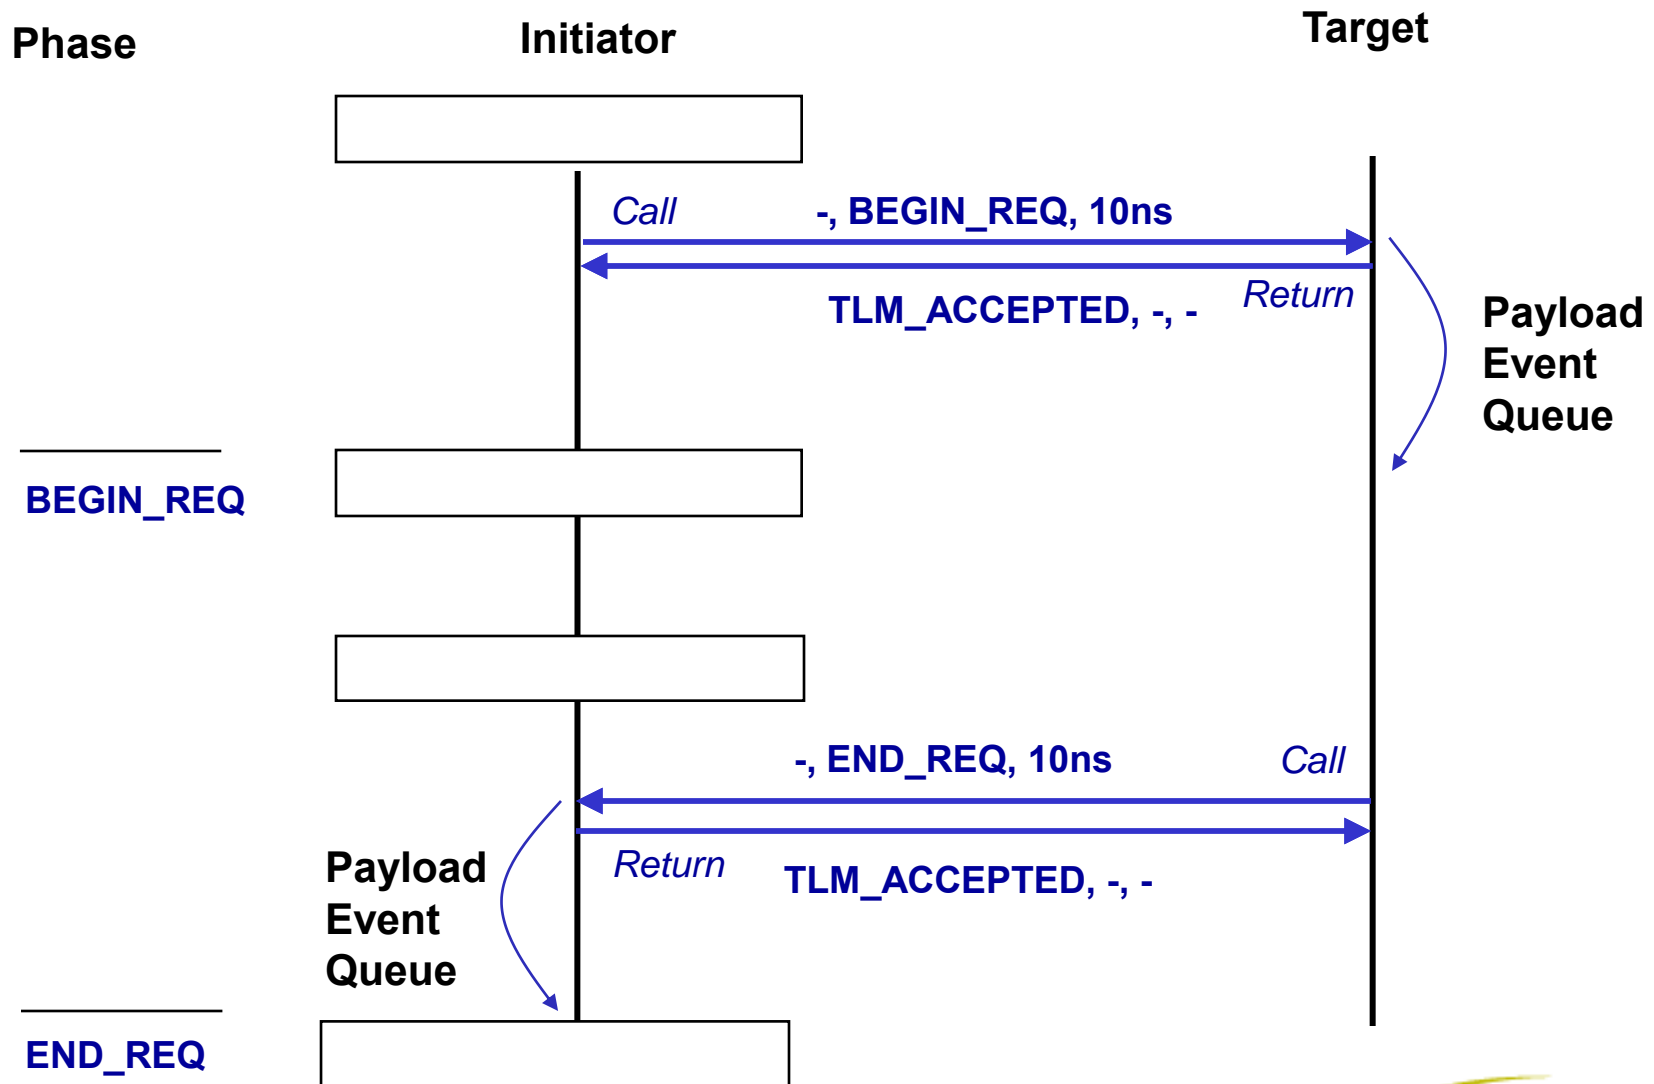 Phase
Initiator
Target
Call
-, BEGIN_REQ, 10ns
TLM_ACCEPTED, -, -
Return
Payload
Event
Queue
BEGIN_REQ
-, END_REQ, 10ns
Call
Return
TLM_ACCEPTED, -, -
Payload
Event
Queue
END_REQ